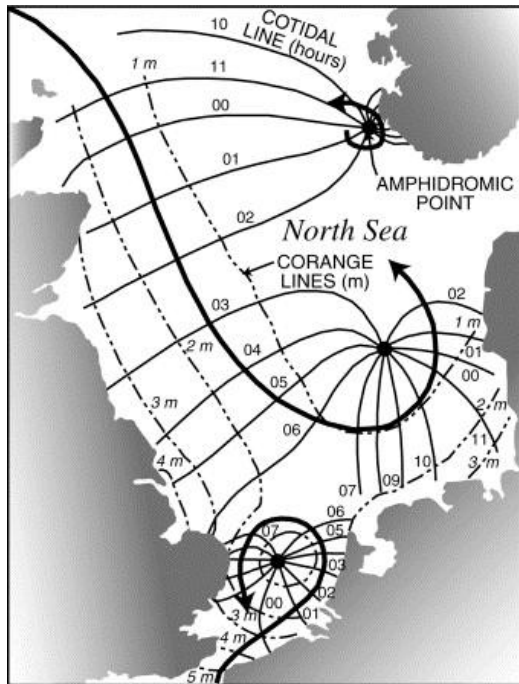 10
COTIDAL
LINE (hours)
1 m
11
00
01
AMPHIDROMIC
POINT
02
North Sea
CORANGE
LINES (m)
03
02
1 m
2 m
04
01
00
05
3 m
2 m
06
11
4 m
10
3 m
09
07
06
07
05
03
02
00
3 m
01
4 m
5 m